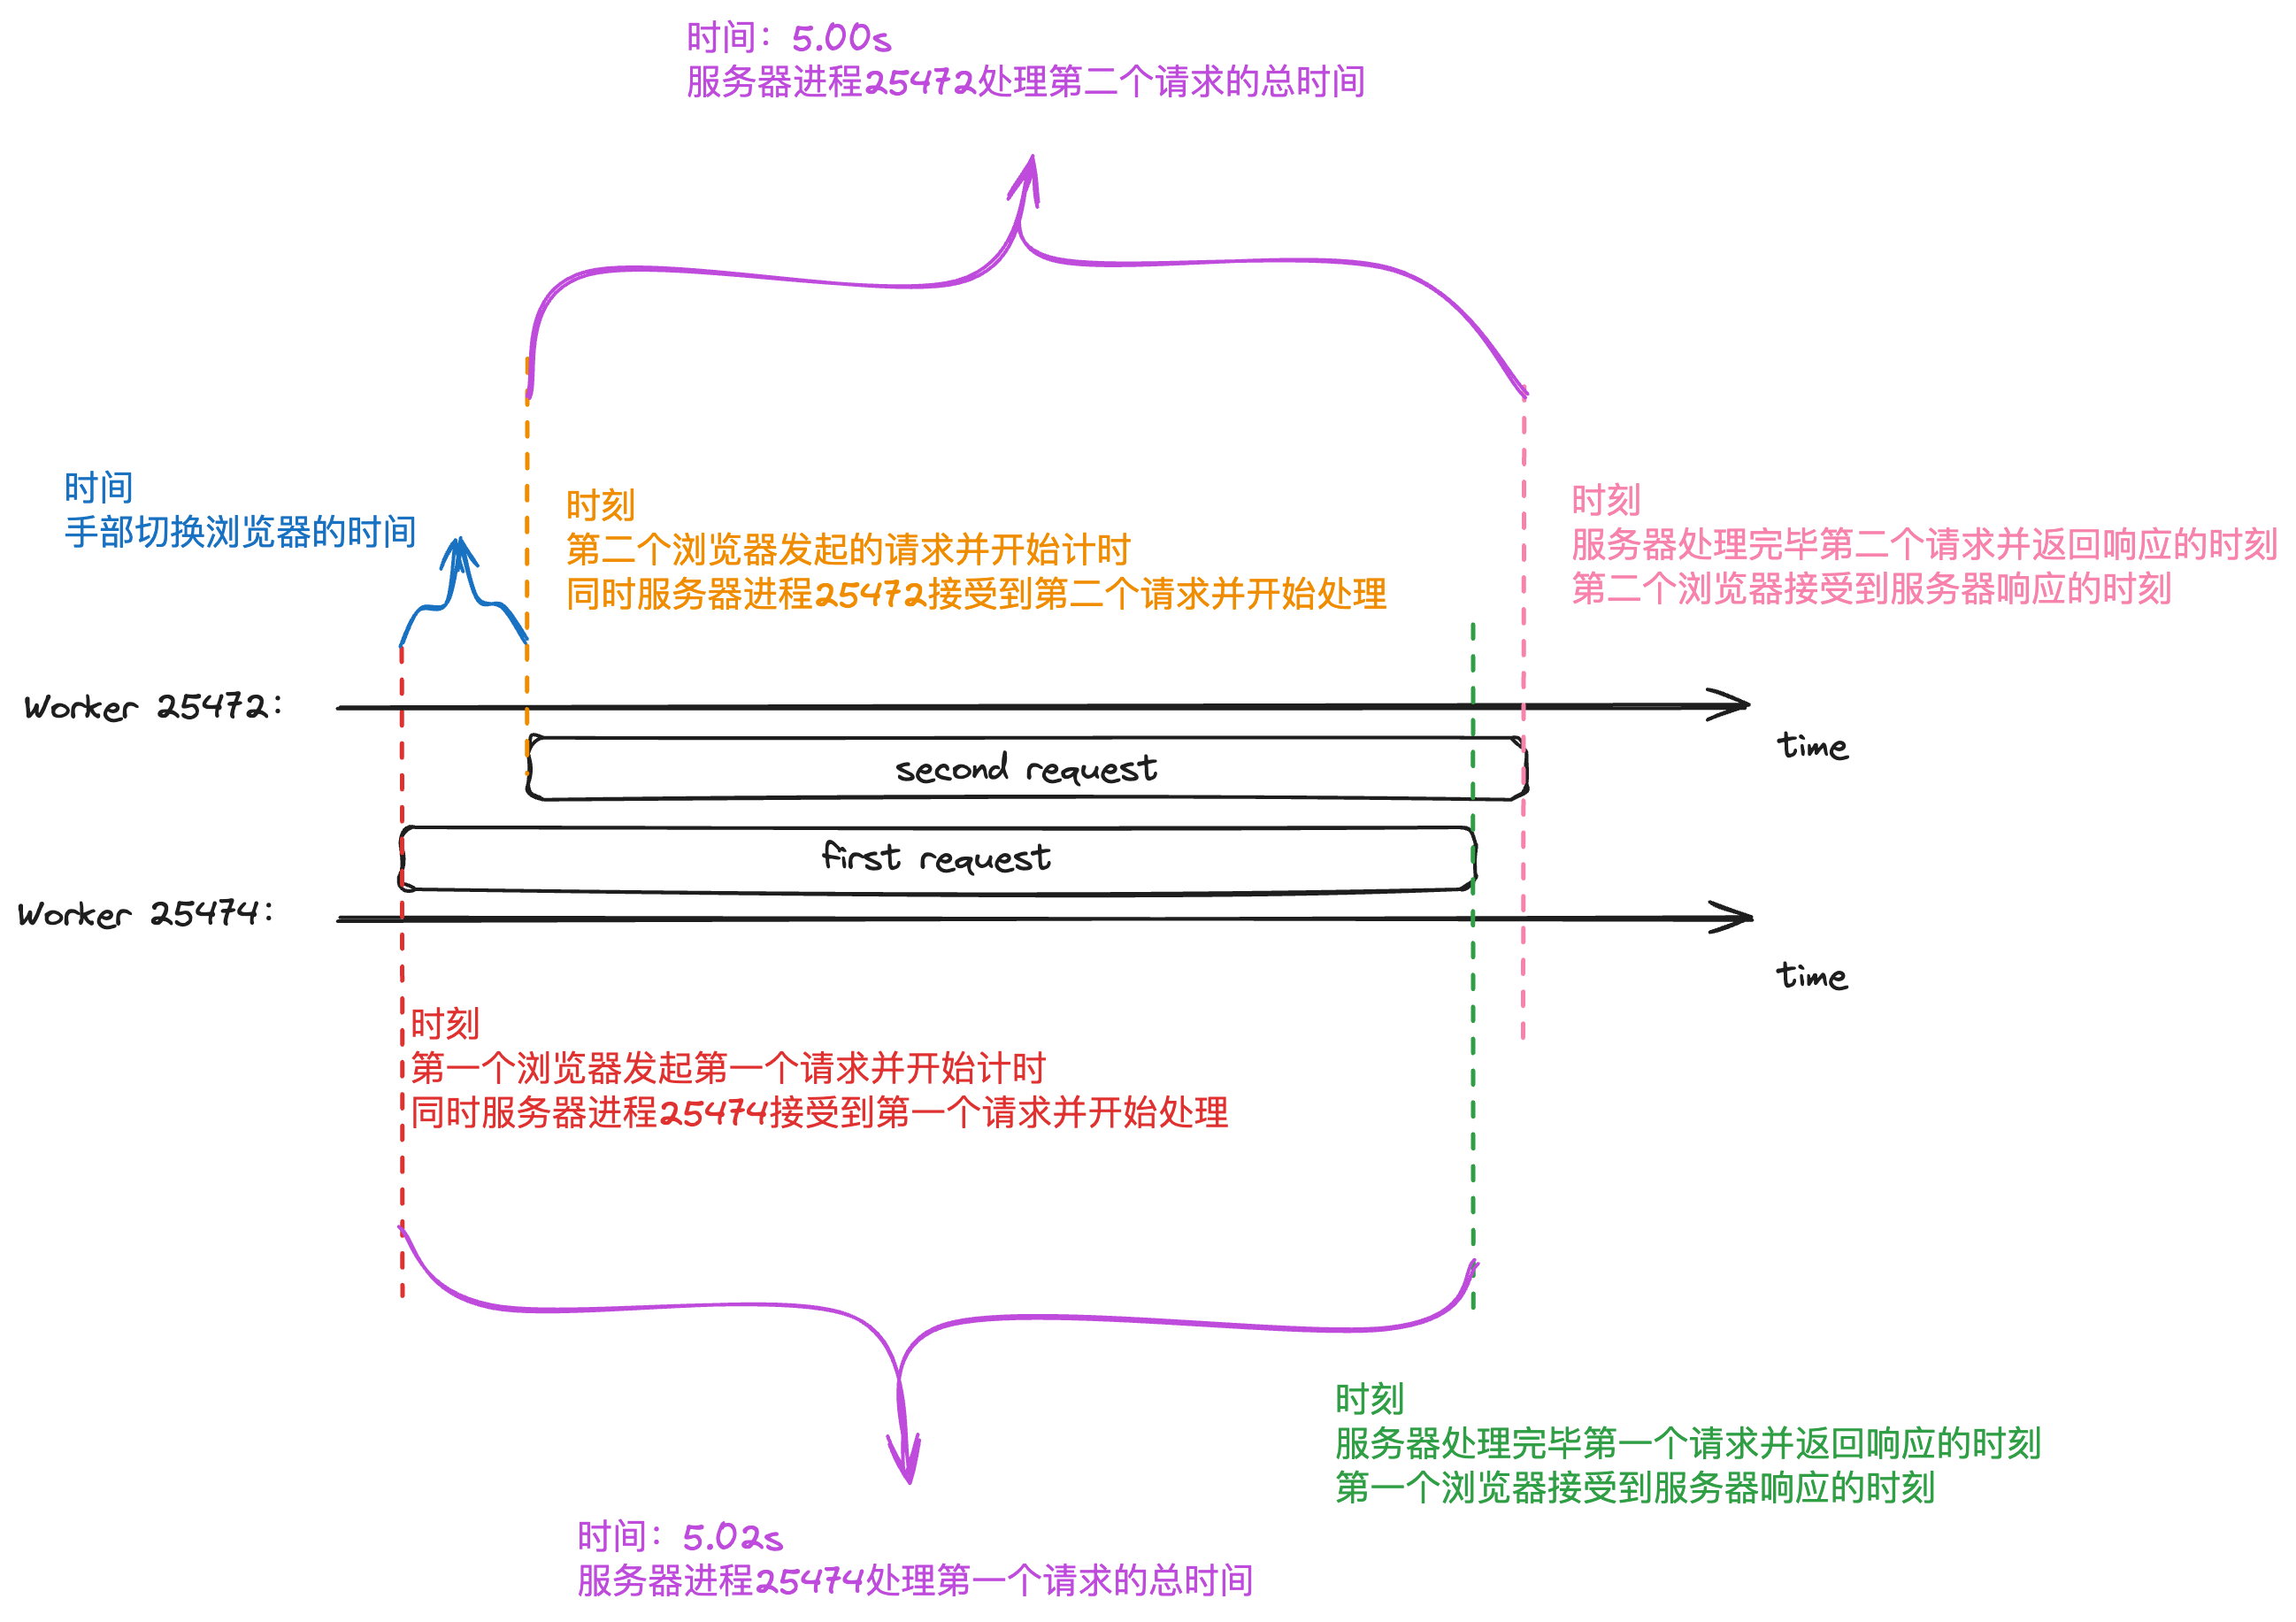 时间：5.00s
服务器进程25472处理第二个请求的总时间
时间
手部切换浏览器的时间
时刻
第二个浏览器发起的请求并开始计时
同时服务器进程25472接受到第二个请求并开始处理
时刻
服务器处理完毕第二个请求并返回响应的时刻
第二个浏览器接受到服务器响应的时刻
Worker 25472:
time
second request
first request
Worker 25474:
time
时刻
第一个浏览器发起第一个请求并开始计时
同时服务器进程25474接受到第一个请求并开始处理
时刻
服务器处理完毕第一个请求并返回响应的时刻
第一个浏览器接受到服务器响应的时刻
时间：5.02s
服务器进程25474处理第一个请求的总时间